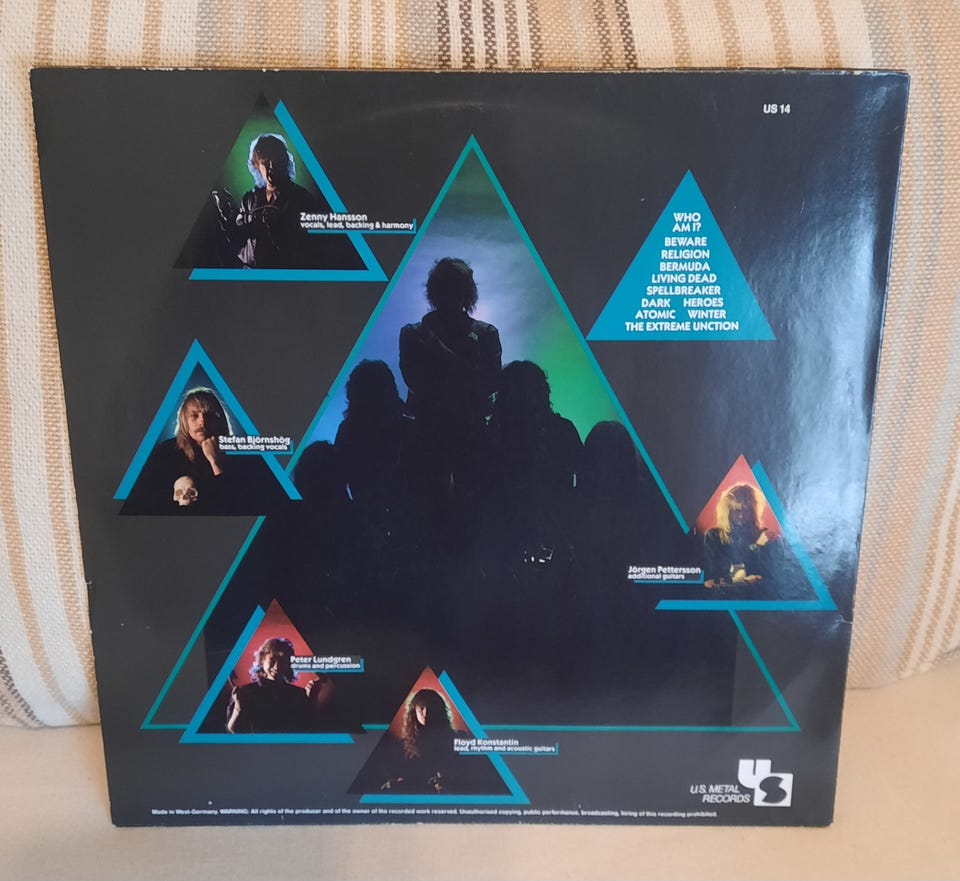 US 14
Zenny Hansson
vocals, lead, backing & harmony
WHO
AM I?
BEWARE
RELIGION
BERMUDA
LIVING DEAD
SPELLBREAKER
DARK HEROES
ATOMIC WINTER
THE EXTREME UNCTION
Stefan Björnshög
bass, backing vocals
Jörgen Pettersson
additional guitars
Peter Lundgren
drums and percussion
Floyd Konstantin
lead, rhythm and acoustic guitars
U.S. METAL
RECORDS
US
Made in West-Germany. WARNING: All rights of the producer and of the owner of the recorded work reserved. Unauthorised copying, public performance, broadcasting, hiring of this recording prohibited.